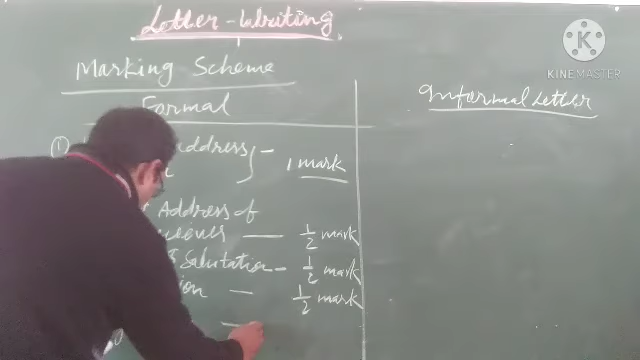 Letter-Writing
KINEMASTER
Marking Scheme
Formal
Informal Letter
① Address –
1 mark
Address of
— 1/2 mark
Salutation – 1/2 mark
— 1/2 mark
—